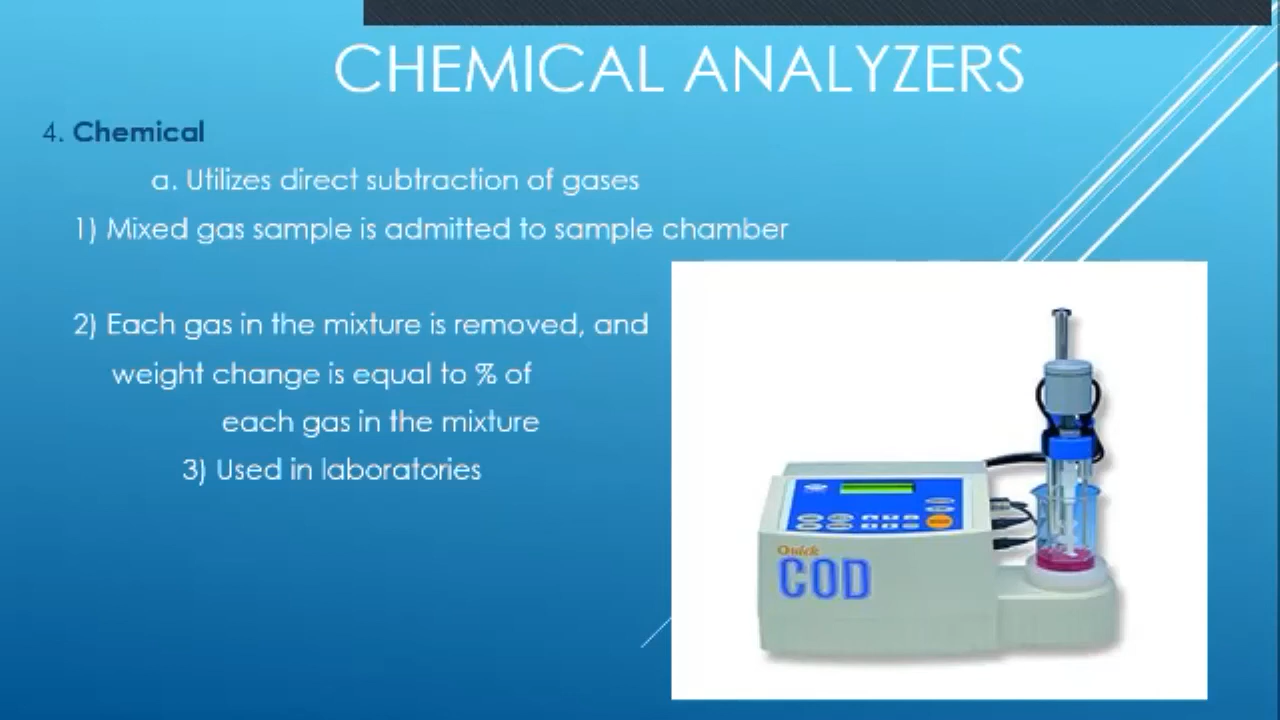 CHEMICAL ANALYZERS
4. Chemical
a. Utilizes direct subtraction of gases
1) Mixed gas sample is admitted to sample chamber
2) Each gas in the mixture is removed, and
weight change is equal to % of
each gas in the mixture
3) Used in laboratories
Quick
COD